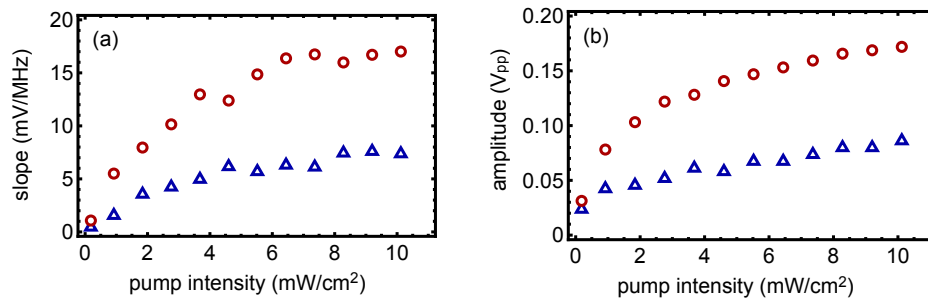 (a)
slope (mV/MHz)
20
15
10
5
0
0 2 4 6 8 10
pump intensity (mW/cm²)
(b)
amplitude (Vpp)
0.20
0.15
0.10
0.05
0
0 2 4 6 8 10
pump intensity (mW/cm²)